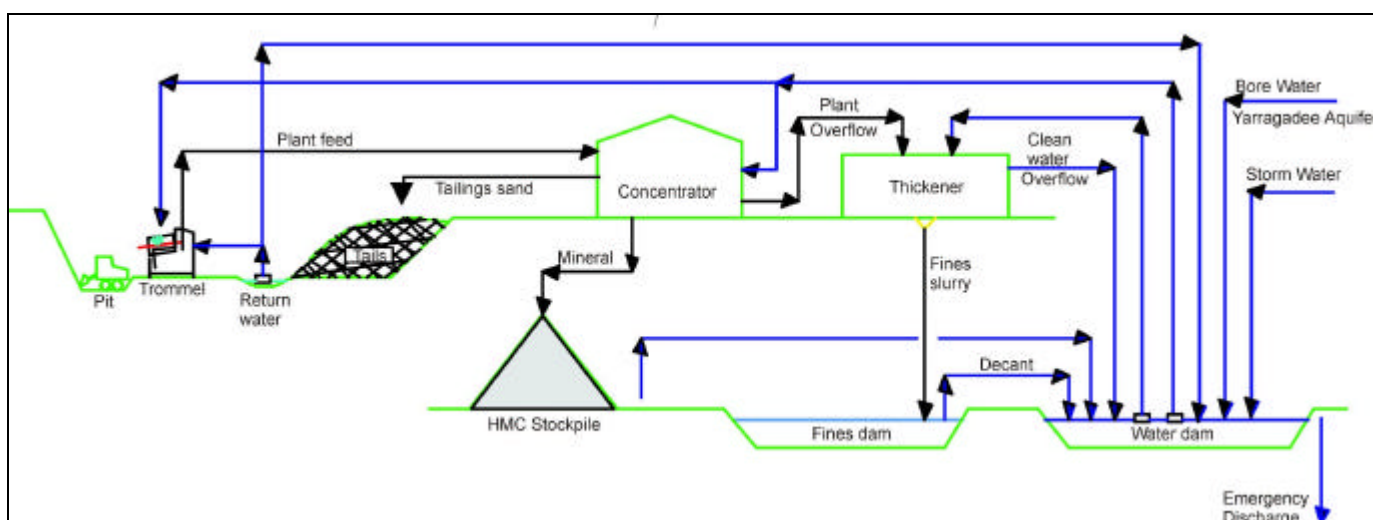 Bore Water
Yarragadee Aquife
Plant
Overflow
Clean
water
Overflow
Plant feed
Storm Water
Tailings sand
Concentrator
Thickener
Tails
Mineral
Fines
slurry
Pit
Trommel
Return
water
Decant
HMC Stockpile
Fines dam
Water dam
Emergency
Discharge